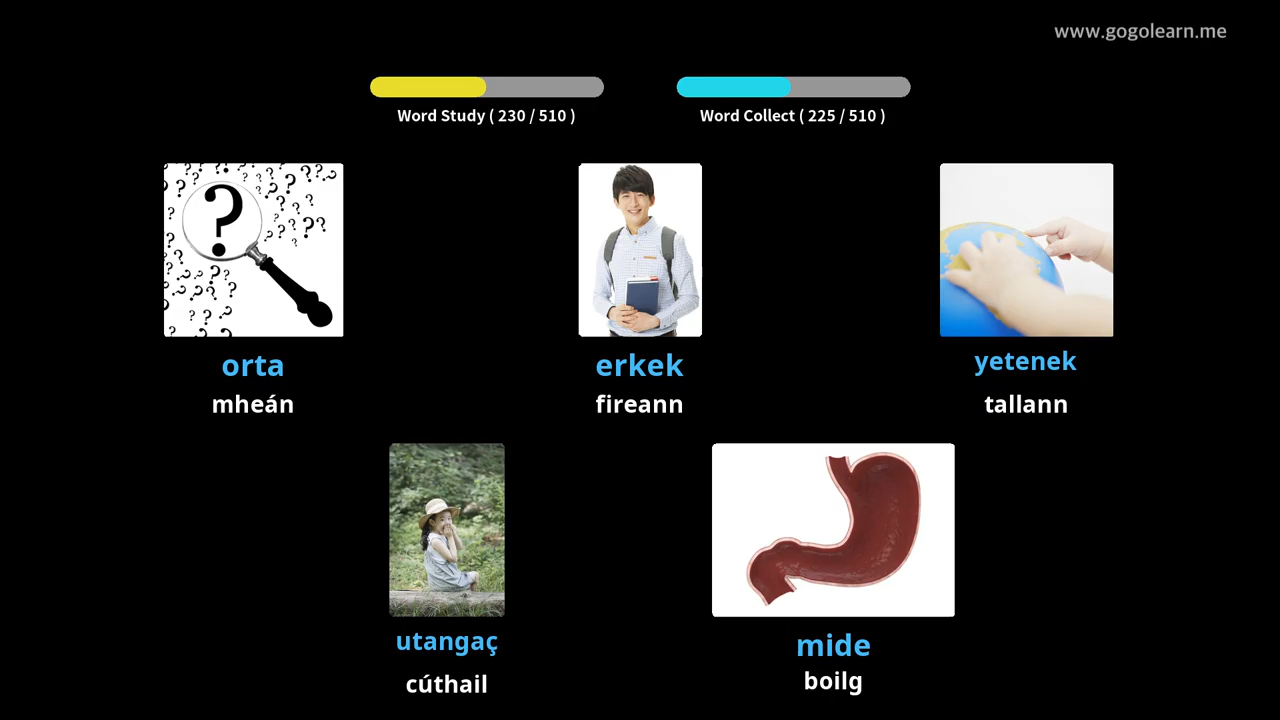 www.gogolearn.me
Word Study ( 230 / 510 )
Word Collect ( 225 / 510 )
orta
mheán
erkek
fireann
yetenek
tallann
utangaç
cúthail
mide
boilg